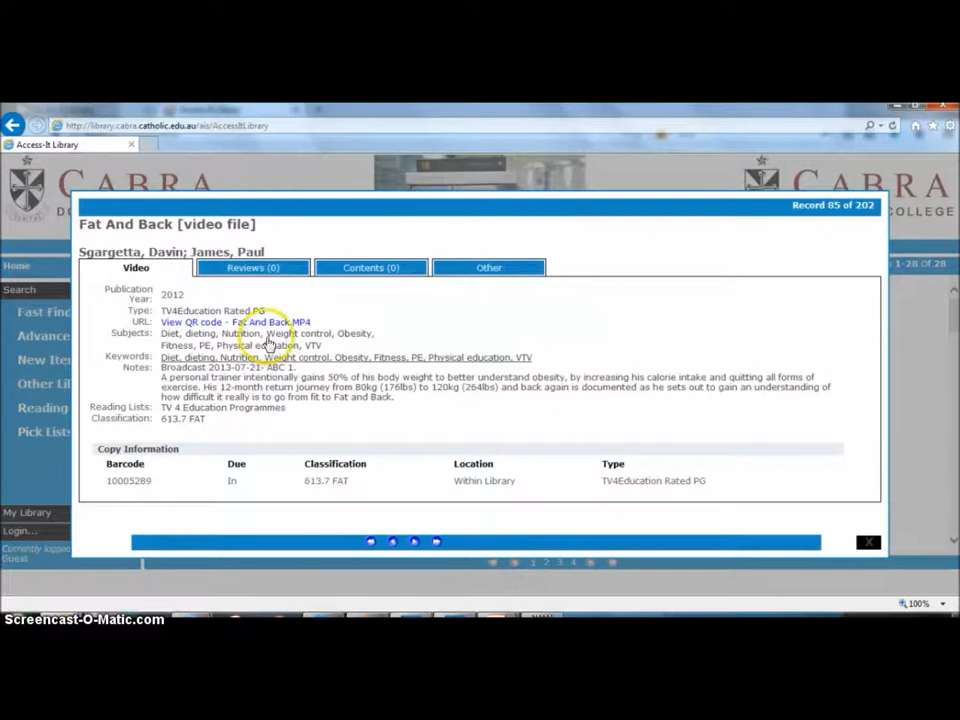 http://library.cabra.catholic.edu.au/ais/AccessItLibrary
Access-It Library
CABRA
COLLEGE
Record 85 of 202
Fat And Back [video file]
Sgargetta, Davin; James, Paul
Home
1-28 Of 28
Video
Reviews (0)
Contents (0)
Other
Search
Fast Find
Advance
New Item
Other Li
Reading
Pick Lists
Publication Year: 2012
Type: TV4Education Rated PG
URL: View QR code - Fat And Back.MP4
Subjects: Diet, dieting, Nutrition, Weight control, Obesity,
Fitness, PE, Physical education, VTV
Keywords: Diet, dieting, Nutrition, Weight control, Obesity, Fitness, PE, Physical education, VTV
Notes: Broadcast 2013-07-21- ABC 1.
A personal trainer intentionally gains 50% of his body weight to better understand obesity, by increasing his calorie intake and quitting all forms of
exercise. His 12-month return journey from 80kg (176lbs) to 120kg (264lbs) and back again is documented as he sets out to gain an understanding of
how difficult it really is to go from fit to Fat and Back.
Reading Lists: TV 4 Education Programmes
Classification: 613.7 FAT
Copy Information
Barcode Due Classification Location Type
10005289 In 613.7 FAT Within Library TV4Education Rated PG
My Library
Login...
Currently logged
Guest
X
1 2 3 4
100%
Screencast-O-Matic.com